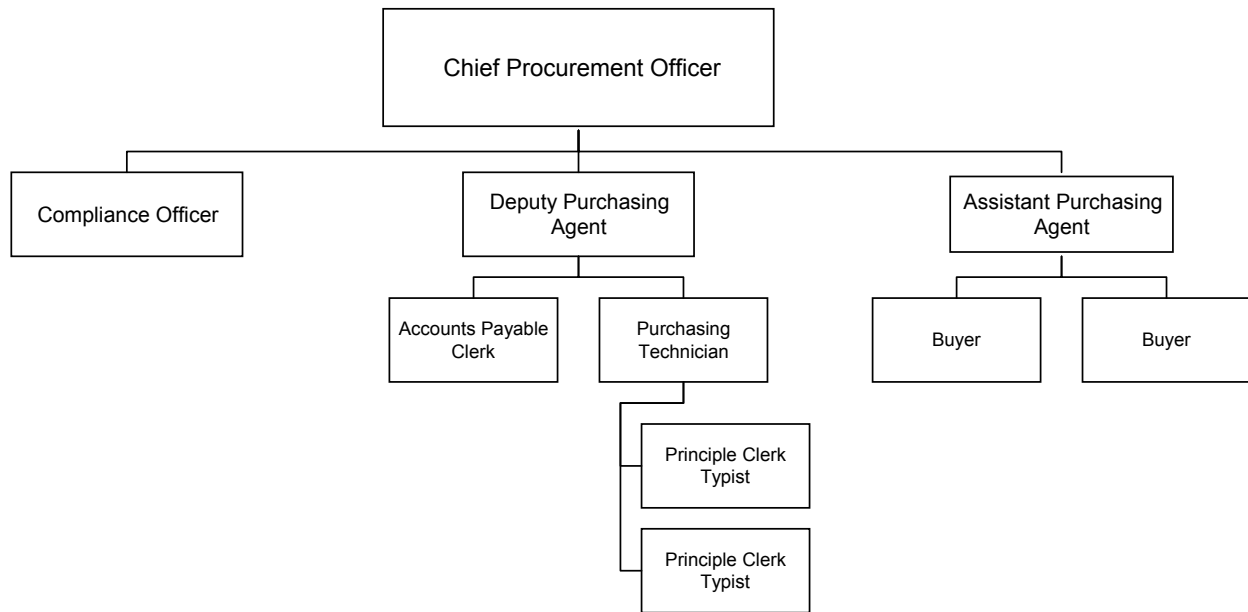 Chief Procurement Officer
Compliance Officer
Deputy Purchasing
Agent
Assistant Purchasing
Agent
Accounts Payable
Clerk
Purchasing
Technician
Buyer
Buyer
Principle Clerk
Typist
Principle Clerk
Typist